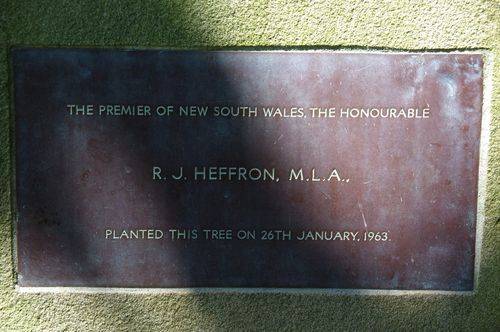 THE PREMIER OF NEW SOUTH WALES, THE HONOURABLE
R. J. HEFFRON, M.L.A.,
PLANTED THIS TREE ON 26TH JANUARY, 1963.